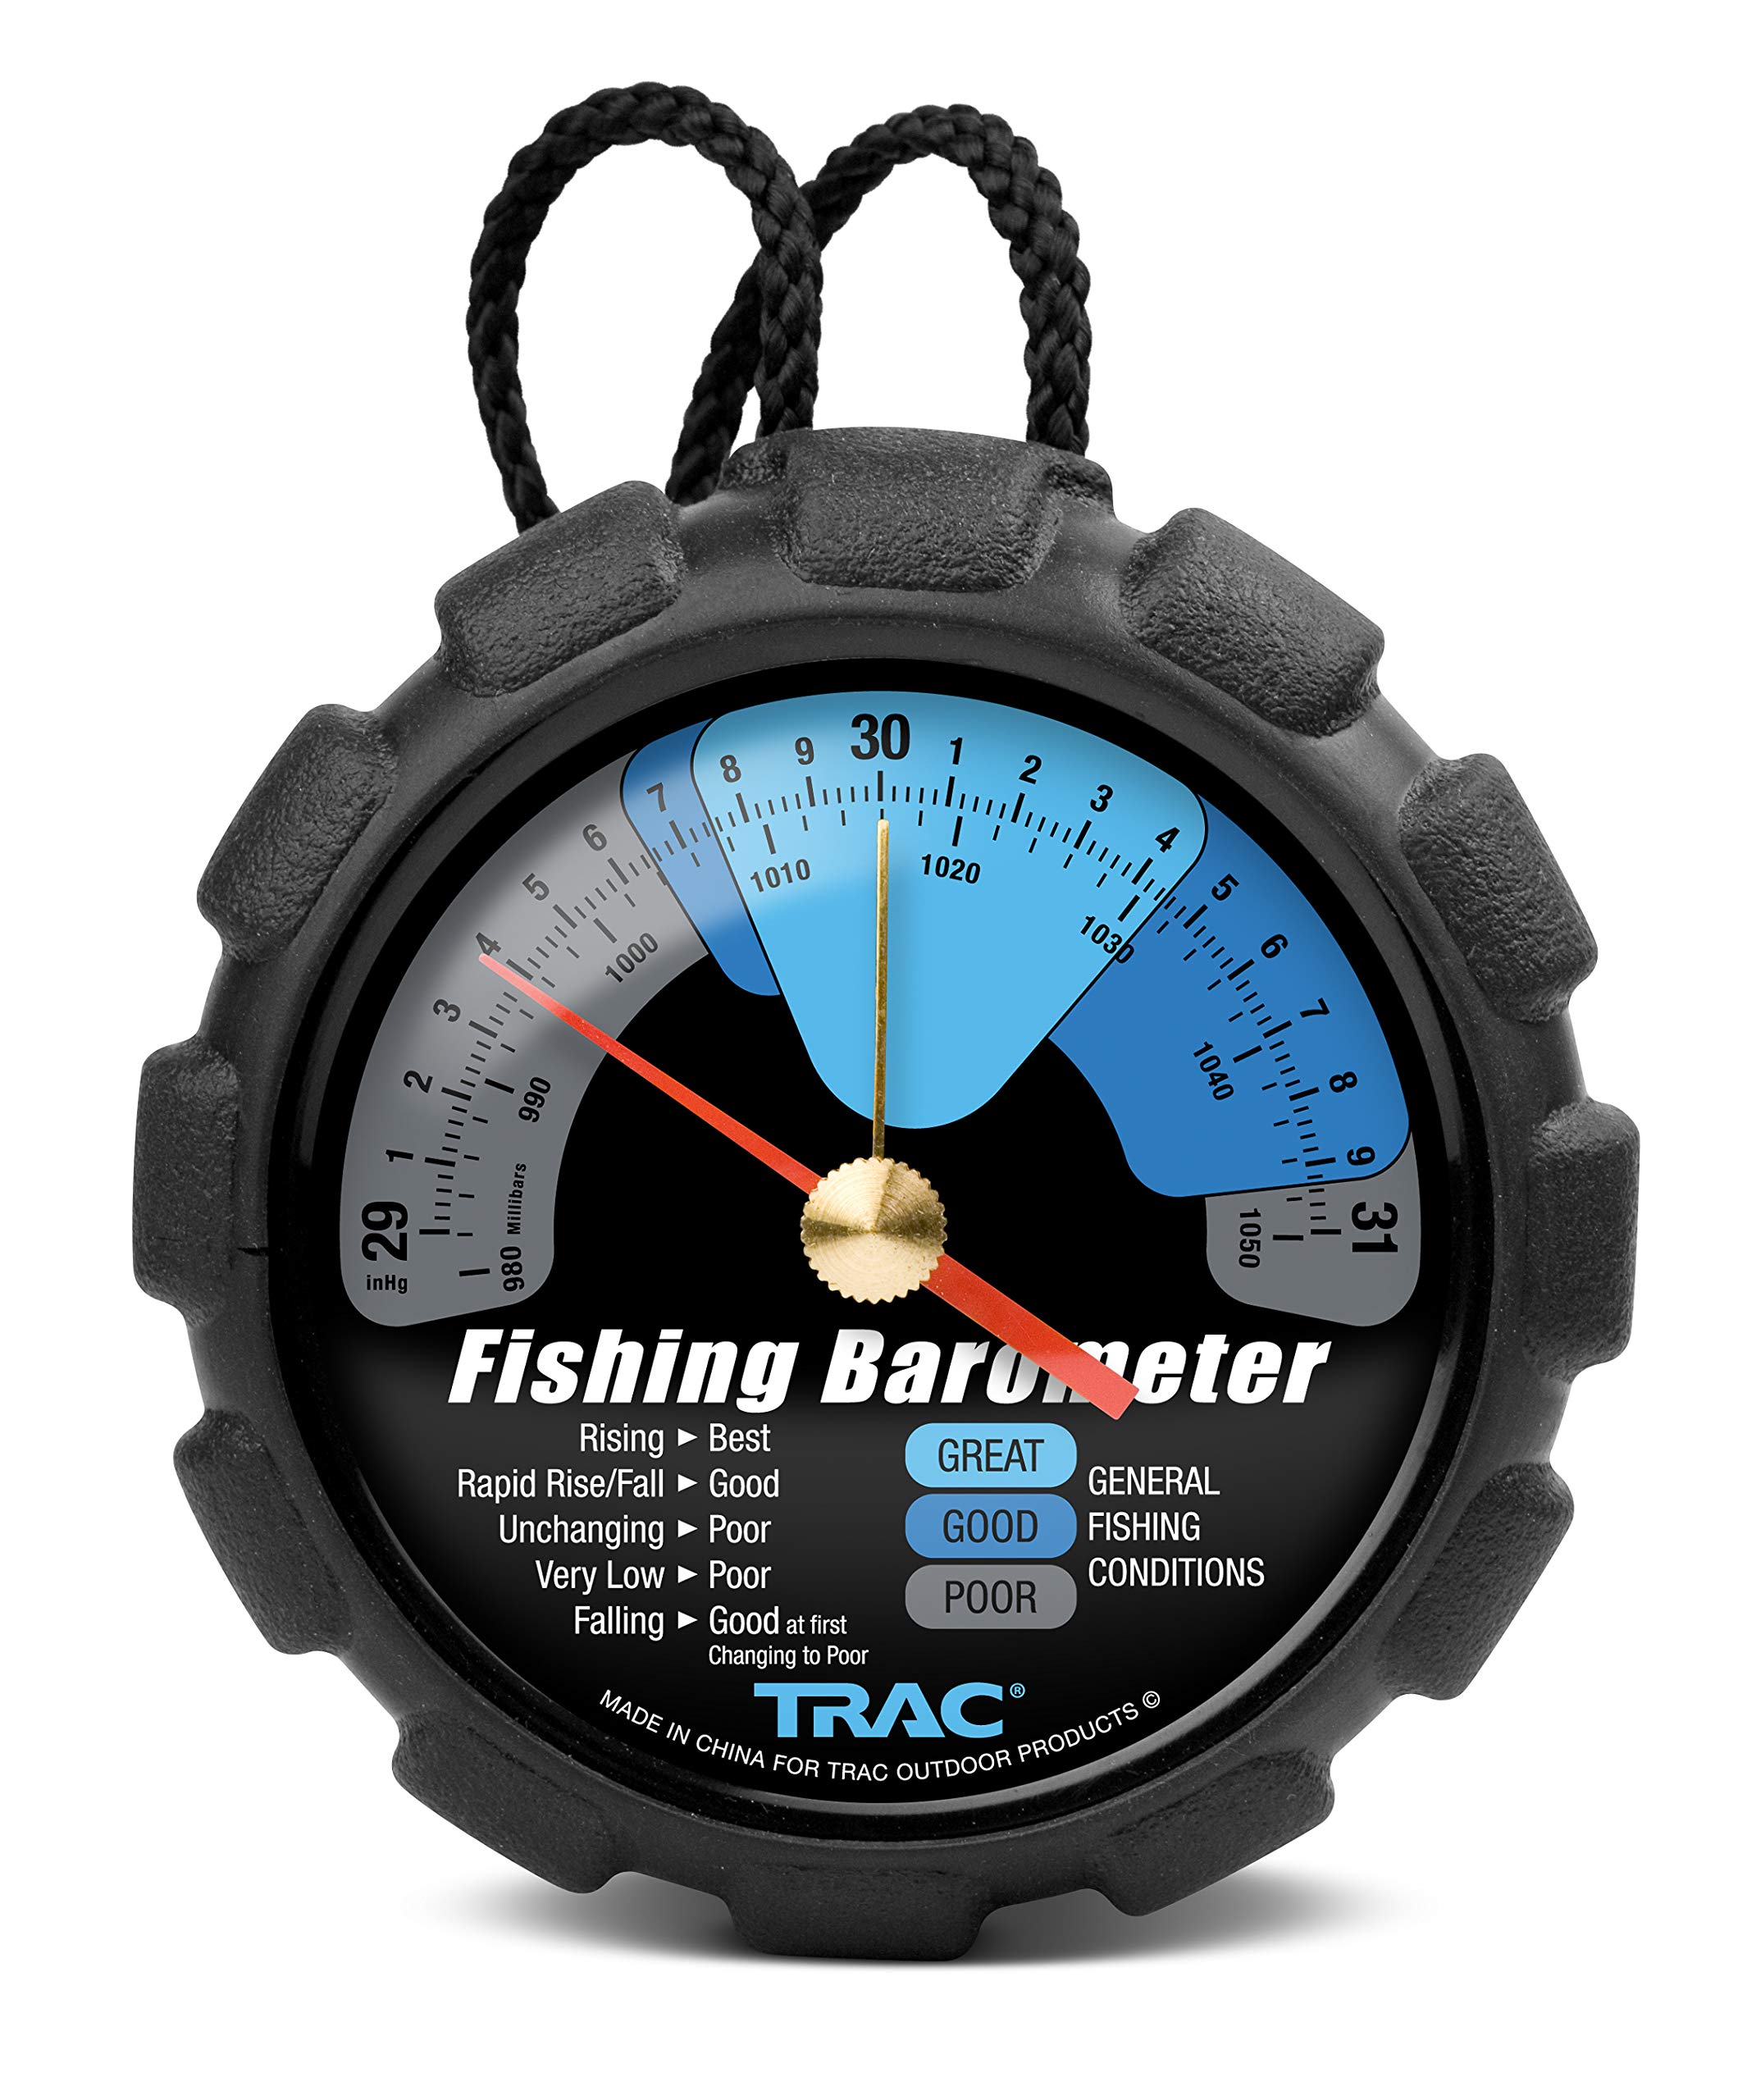 30
9
1
8
2
7
3
6
4
5
5
4
6
3
7
2
8
1
9
29
31
inHg
1010
1020
1000
1030
990
1040
980 Millibars
1050
Fishing Barometer
Rising ► Best
Rapid Rise/Fall ► Good
Unchanging ► Poor
Very Low ► Poor
Falling ► Good at first
Changing to Poor
GREAT
GOOD
POOR
GENERAL
FISHING
CONDITIONS
TRAC®
MADE IN CHINA FOR TRAC OUTDOOR PRODUCTS ©